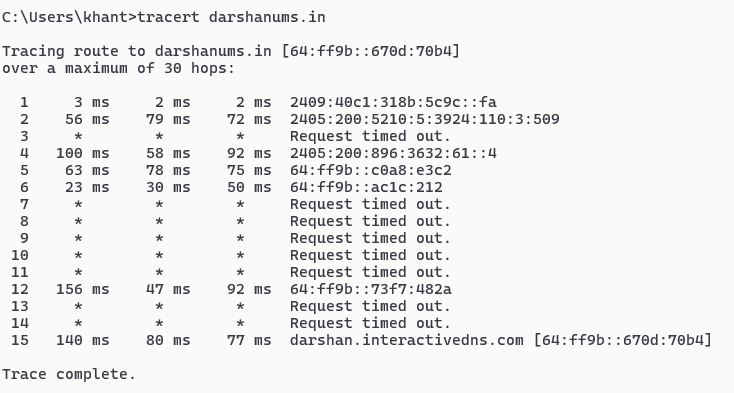 C:\Users\khant>tracert darshanums.in
Tracing route to darshanums.in [64:ff9b::670d:70b4]
over a maximum of 30 hops:
1 3 ms 2 ms 2 ms 2409:40c1:318b:5c9c::fa
2 56 ms 79 ms 72 ms 2405:200:5210:5:3924:110:3:509
3 * * * Request timed out.
4 100 ms 58 ms 92 ms 2405:200:896:3632:61::4
5 63 ms 78 ms 75 ms 64:ff9b::c0a8:e3c2
6 23 ms 30 ms 50 ms 64:ff9b::ac1c:212
7 * * * Request timed out.
8 * * * Request timed out.
9 * * * Request timed out.
10 * * * Request timed out.
11 * * * Request timed out.
12 156 ms 47 ms 92 ms 64:ff9b::73f7:482a
13 * * * Request timed out.
14 * * * Request timed out.
15 140 ms 80 ms 77 ms darshan.interactivedns.com [64:ff9b::670d:70b4]
Trace complete.